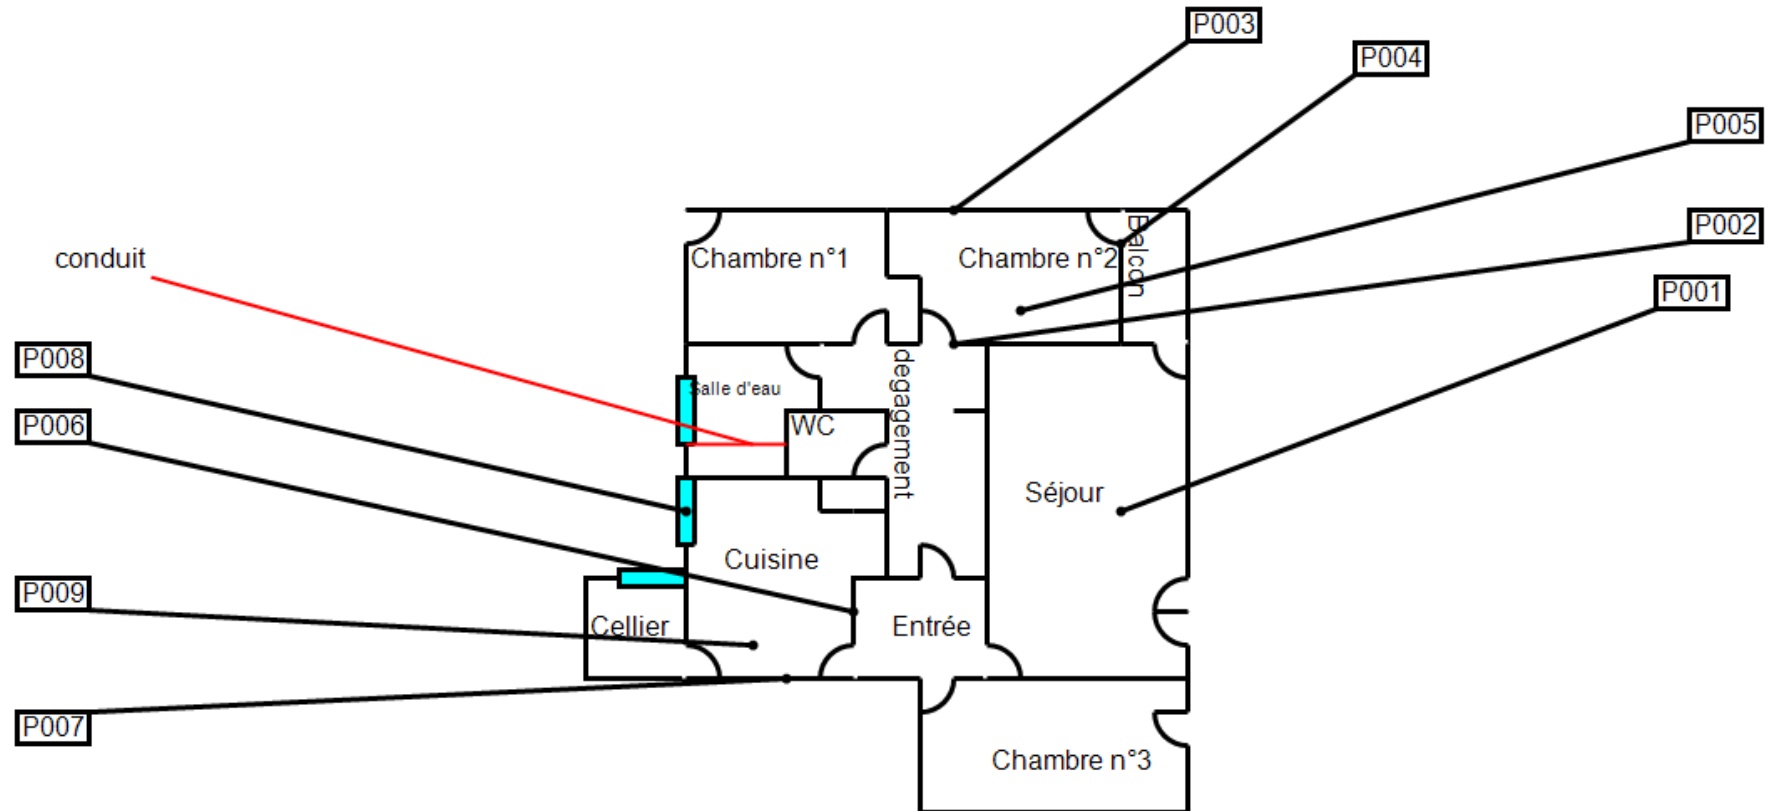 P003
P004
P005
P002
P001
conduit
Chambre n°1
Chambre n°2
Balcon
P008
P006
Salle d'eau
WC
degagement
Séjour
Cuisine
P009
Cellier
Entrée
P007
Chambre n°3